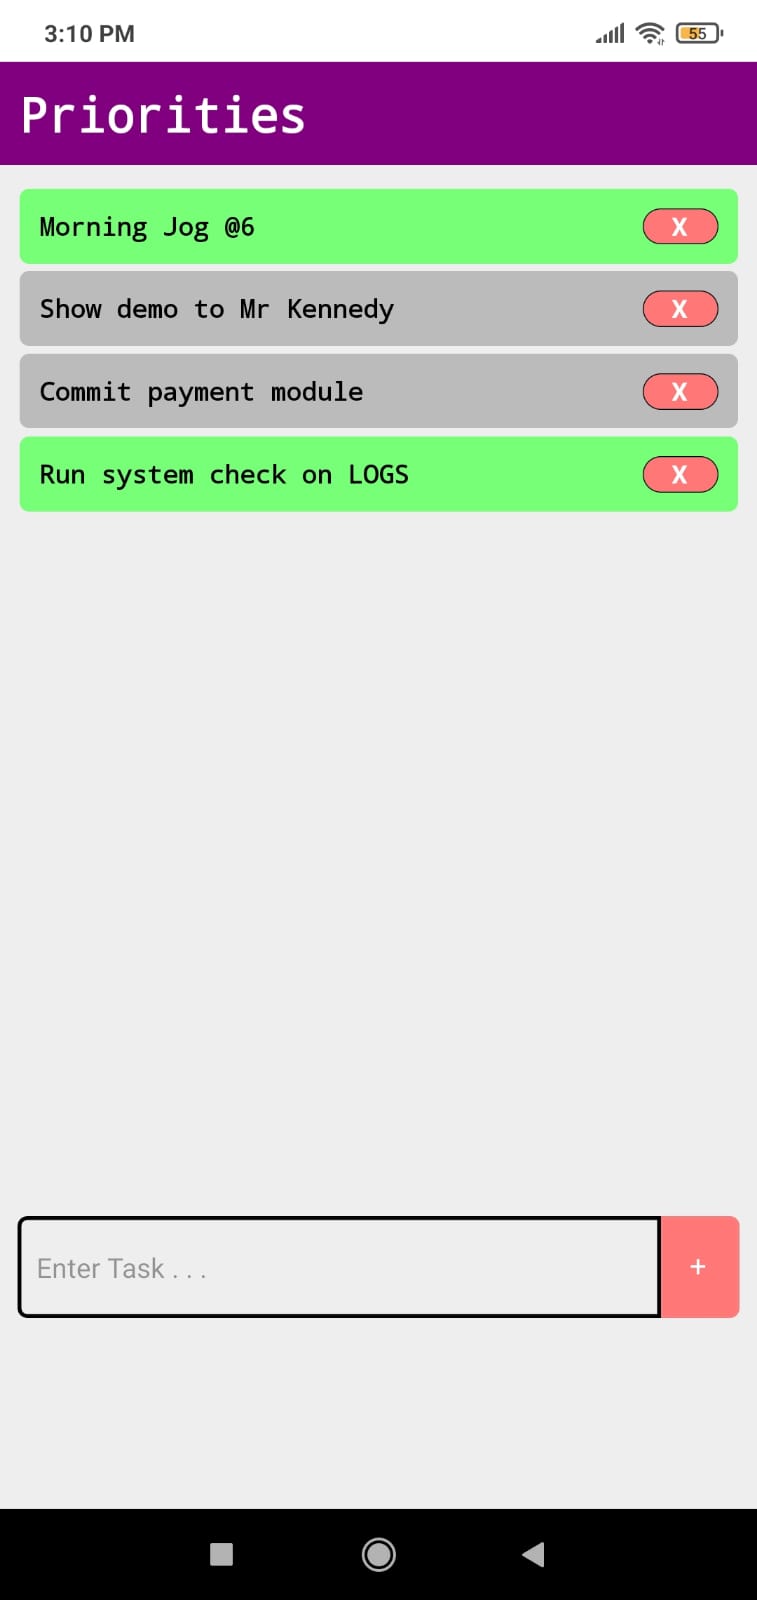 3:10 PM
55
Priorities
Morning Jog @6
X
Show demo to Mr Kennedy
X
Commit payment module
X
Run system check on LOGS
X
Enter Task . . .
+